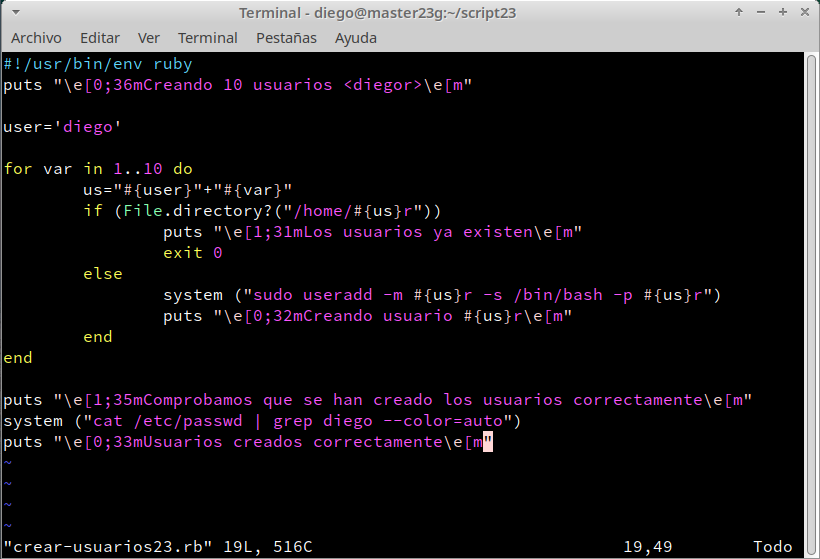 Terminal - diego@master23g:~/script23
Archivo Editar Ver Terminal Pestañas Ayuda
#!/usr/bin/env ruby
puts "\e[0;36mCreando 10 usuarios <diegor>\e[m"
user='diego'
for var in 1..10 do
us="#{user}"+"#{var}"
if (File.directory?("/home/#{us}r"))
puts "\e[1;31mLos usuarios ya existen\e[m"
exit 0
else
system ("sudo useradd -m #{us}r -s /bin/bash -p #{us}r")
puts "\e[0;32mCreando usuario #{us}r\e[m"
end
end
puts "\e[1;35mComprobamos que se han creado los usuarios correctamente\e[m"
system ("cat /etc/passwd | grep diego --color=auto")
puts "\e[0;33mUsuarios creados correctamente\e[m"
~
~
~
~
"crear-usuarios23.rb" 19L, 516C 19,49 Todo